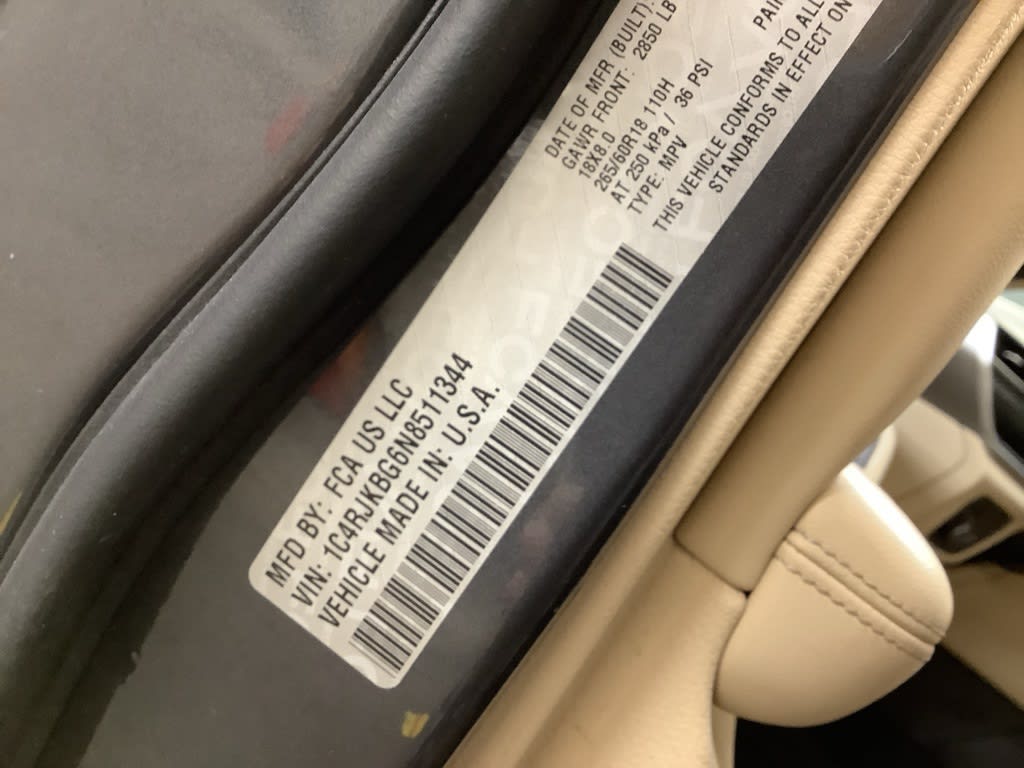 MFD BY: FCA US LLC
VIN: 1C4RJKBG6N8511344
VEHICLE MADE IN: U.S.A.
DATE OF MFR (BUILT):
GAWR FRONT: 2850 LB
18X8.0
265/60R18 110H
AT 250 kPa / 36 PSI
TYPE: MPV
THIS VEHICLE CONFORMS TO ALL
STANDARDS IN EFFECT ON